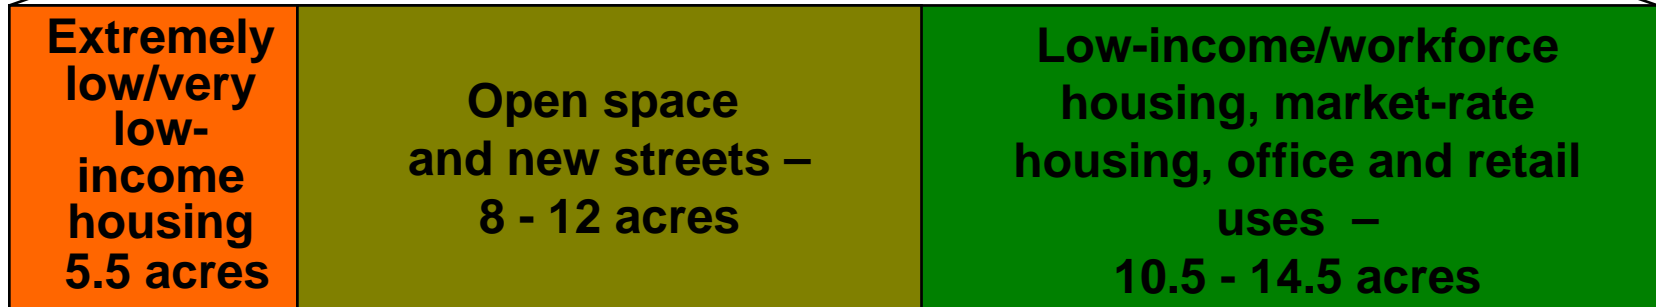 Extremely
low/very
low-
income
housing
5.5 acres
Open space
and new streets –
8 - 12 acres
Low-income/workforce
housing, market-rate
housing, office and retail
uses –
10.5 - 14.5 acres